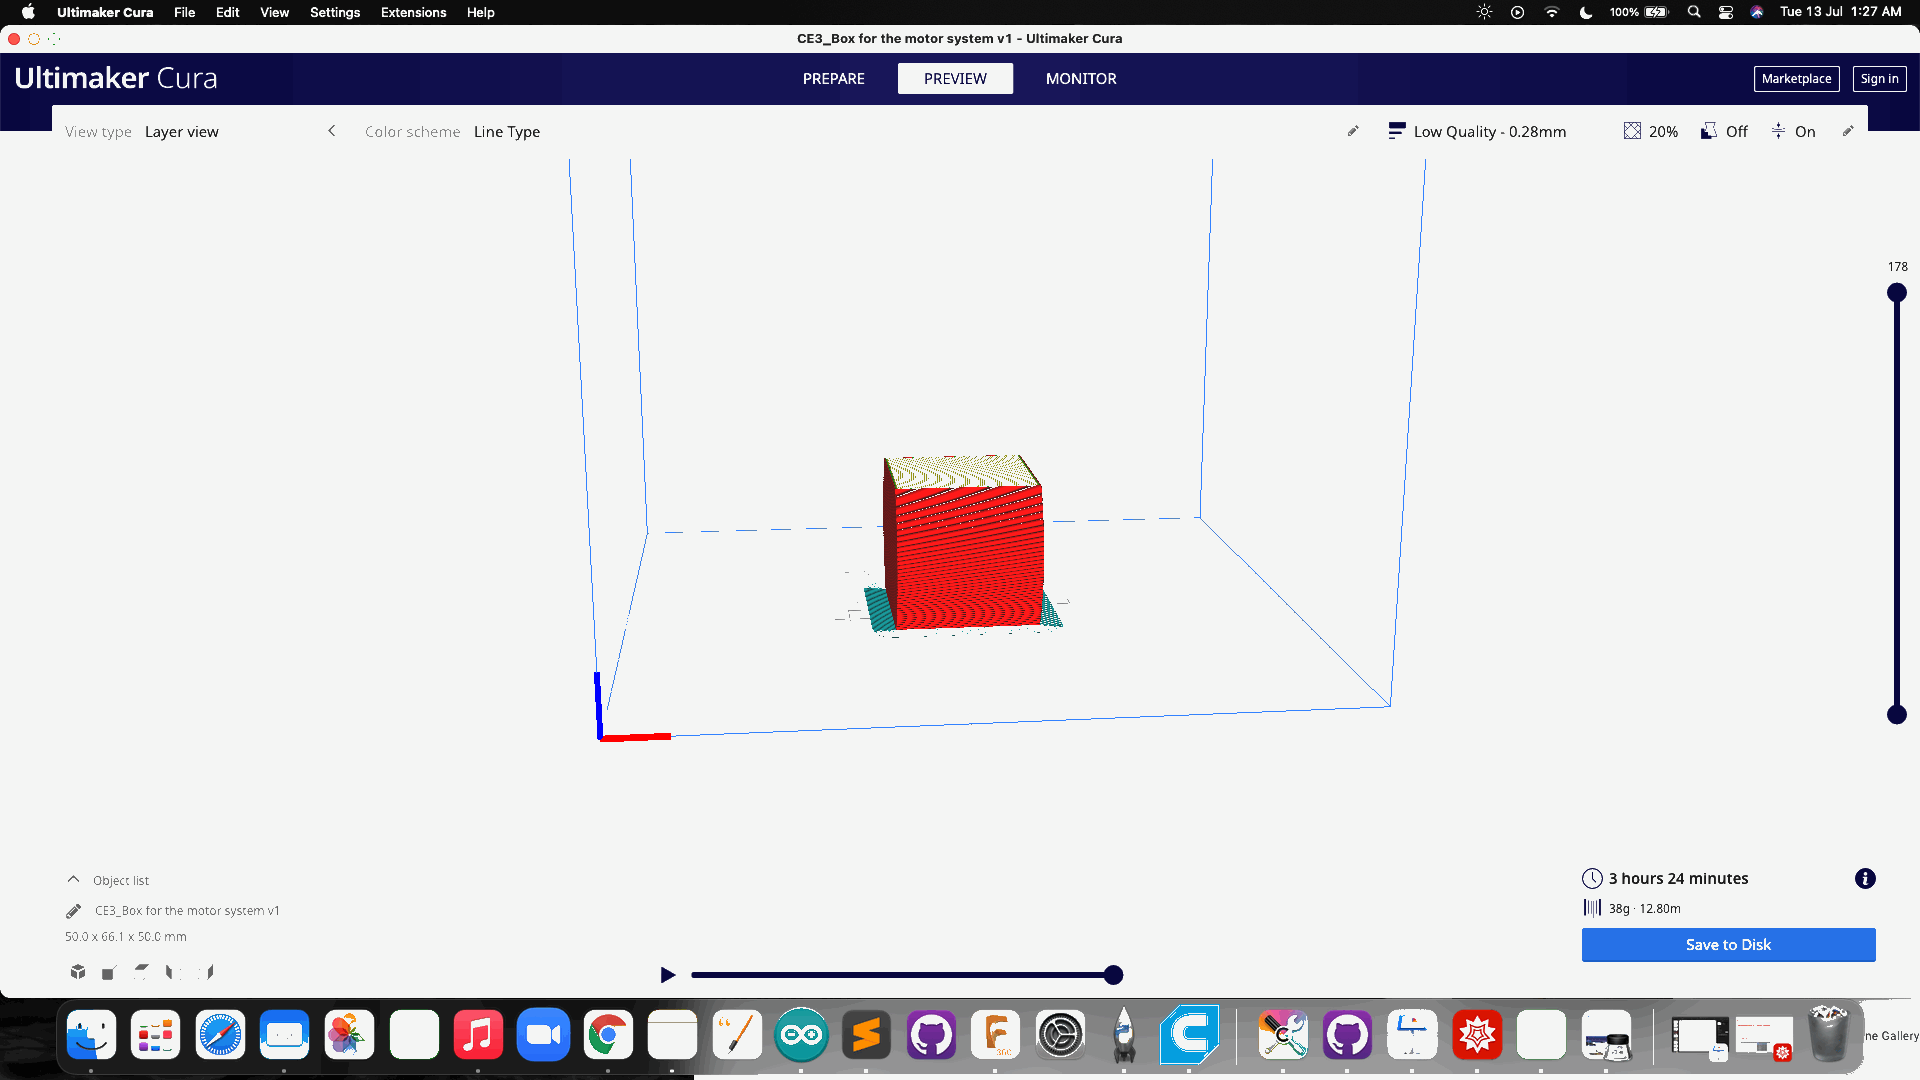 Ultimaker Cura File Edit View Settings Extensions Help 100% Tue 13 Jul 1:27 AM
CE3_Box for the motor system v1 - Ultimaker Cura
Ultimaker Cura PREPARE PREVIEW MONITOR Marketplace Sign in
View type Layer view Color scheme Line Type Low Quality - 0.28mm 20% Off On
178
Object list
CE3_Box for the motor system v1
50.0 x 66.1 x 50.0 mm
3 hours 24 minutes
38g · 12.80m
Save to Disk
360
ne Gallery